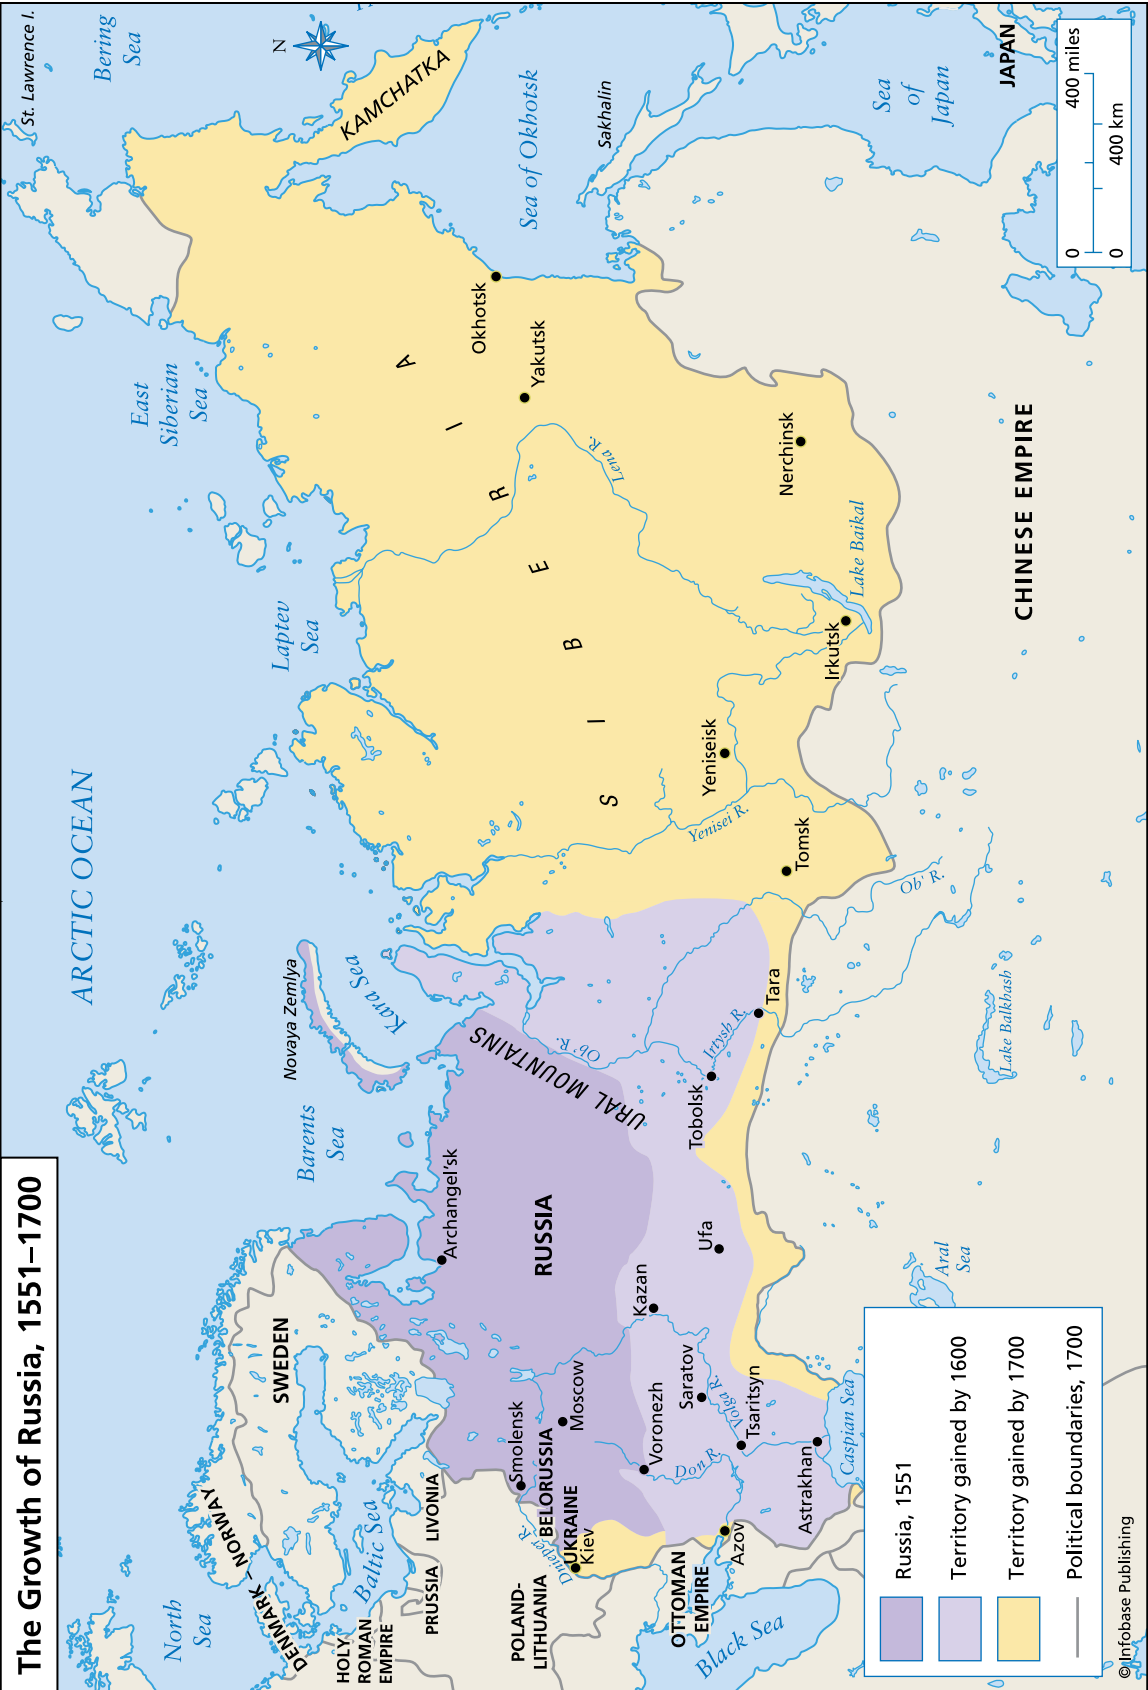 The Growth of Russia, 1551–1700
ARCTIC OCEAN
St. Lawrence I.
Bering
Sea
N
KAMCHATKA
East
Siberian
Sea
Laptev
Sea
Novaya Zemlya
Kara Sea
Barents
Sea
North
Sea
DENMARK – NORWAY
SWEDEN
Baltic Sea
HOLY
ROMAN
EMPIRE
PRUSSIA
LIVONIA
POLAND-
LITHUANIA
Archangel'sk
RUSSIA
URAL MOUNTAINS
Ob' R.
SIBERIA
Okhotsk
Yakutsk
Sea of Okhotsk
Sakhalin
Lena R.
Smolensk
Moscow
BELORUSSIA
UKRAINE
Kiev
Dnieper R.
Kazan
Ufa
Voronezh
Saratov
Don R.
Volga R.
Tsaritsyn
Azov
Astrakhan
OTTOMAN
EMPIRE
Black Sea
Caspian Sea
Aral
Sea
Tobolsk
Irtysh R.
Tara
Tomsk
Yenisei R.
Yeniseisk
Ob' R.
Lake Balkhash
Irkutsk
Lake Baikal
Nerchinsk
CHINESE EMPIRE
Sea
of
Japan
JAPAN
0 400 miles
0 400 km
Russia, 1551
Territory gained by 1600
Territory gained by 1700
Political boundaries, 1700
© Infobase Publishing